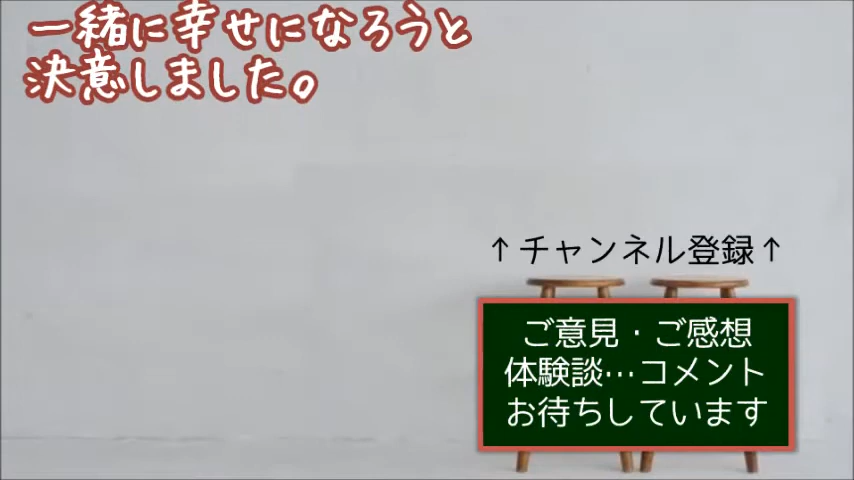 一緒に幸せになろうと
決意しました。
↑チャンネル登録↑
ご意見・ご感想
体験談…コメント
お待ちしています